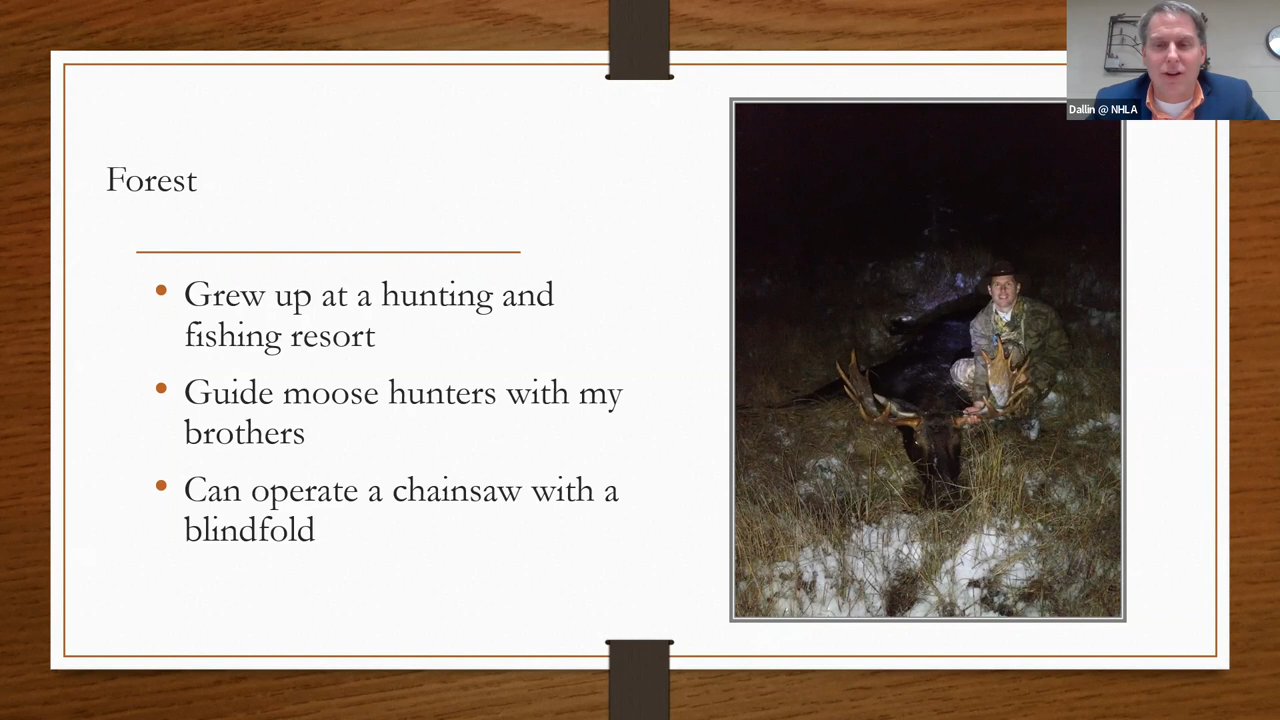 Dallin @ NHLA
Forest
• Grew up at a hunting and
fishing resort
• Guide moose hunters with my
brothers
• Can operate a chainsaw with a
blindfold